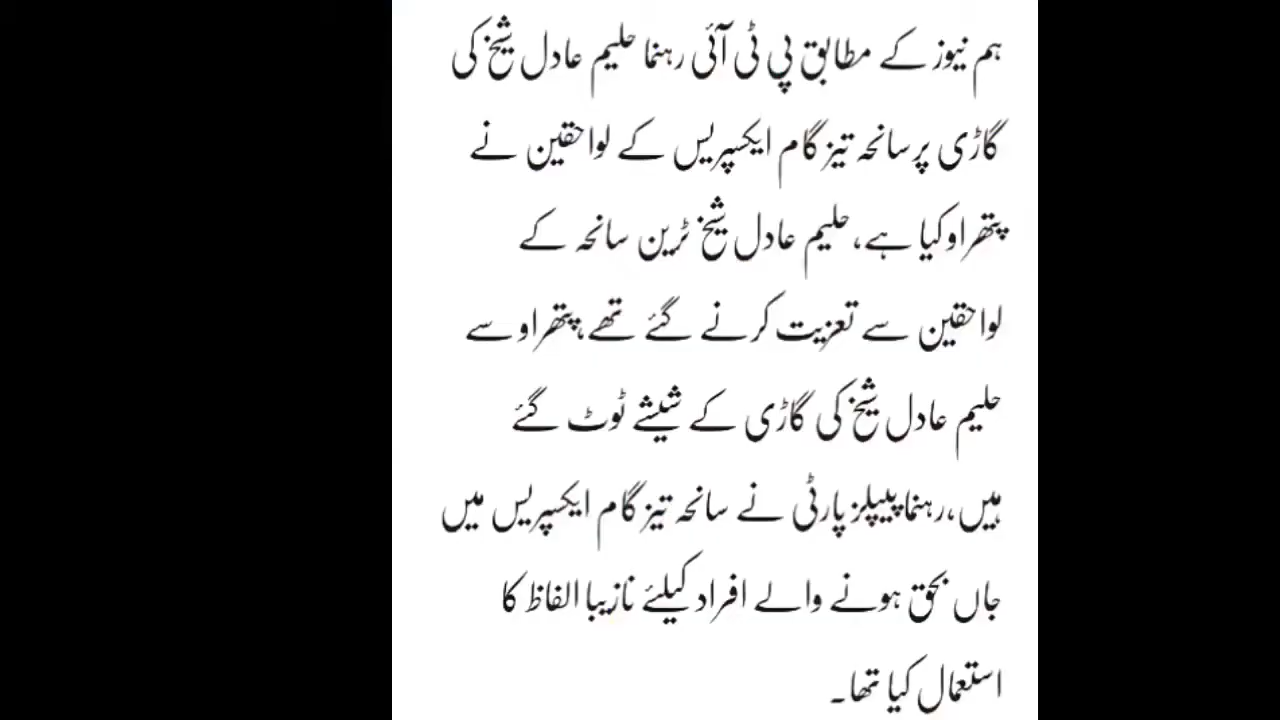 ہم نیوز کے مطابق پی ٹی آئی رہنما حلیم عادل شیخ کی
گاڑی پر سانحہ تیز گام ایکسپریس کے لواحقین نے
پتھراو کیا ہے، حلیم عادل شیخ ٹرین سانحہ کے
لواحقین سے تعزیت کرنے گئے تھے، پتھراو سے
حلیم عادل شیخ کی گاڑی کے شیشے ٹوٹ گئے
ہیں، رہنما پیپلز پارٹی نے سانحہ تیز گام ایکسپریس میں
جاں بحق ہونے والے افراد کیلئے نازیبا الفاظ کا
استعمال کیا تھا۔